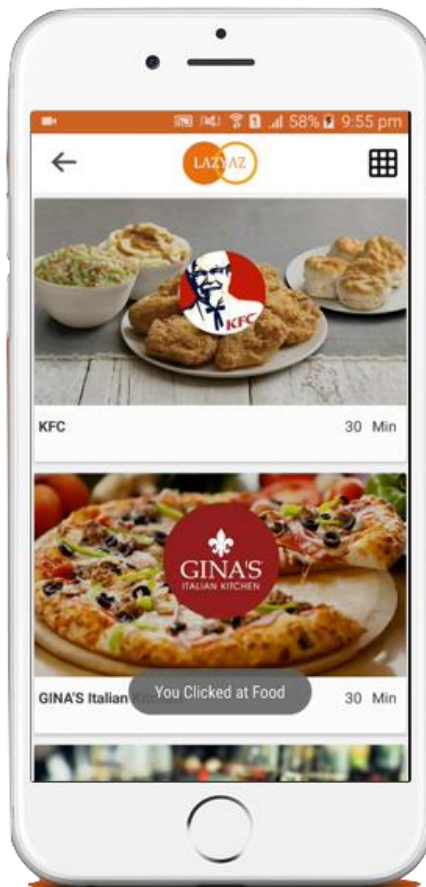 58% 9:55 pm
LAZYAZ
KFC
KFC 30 Min
GINA'S
ITALIAN KITCHEN
You Clicked at Food
GINA'S Italian 30 Min